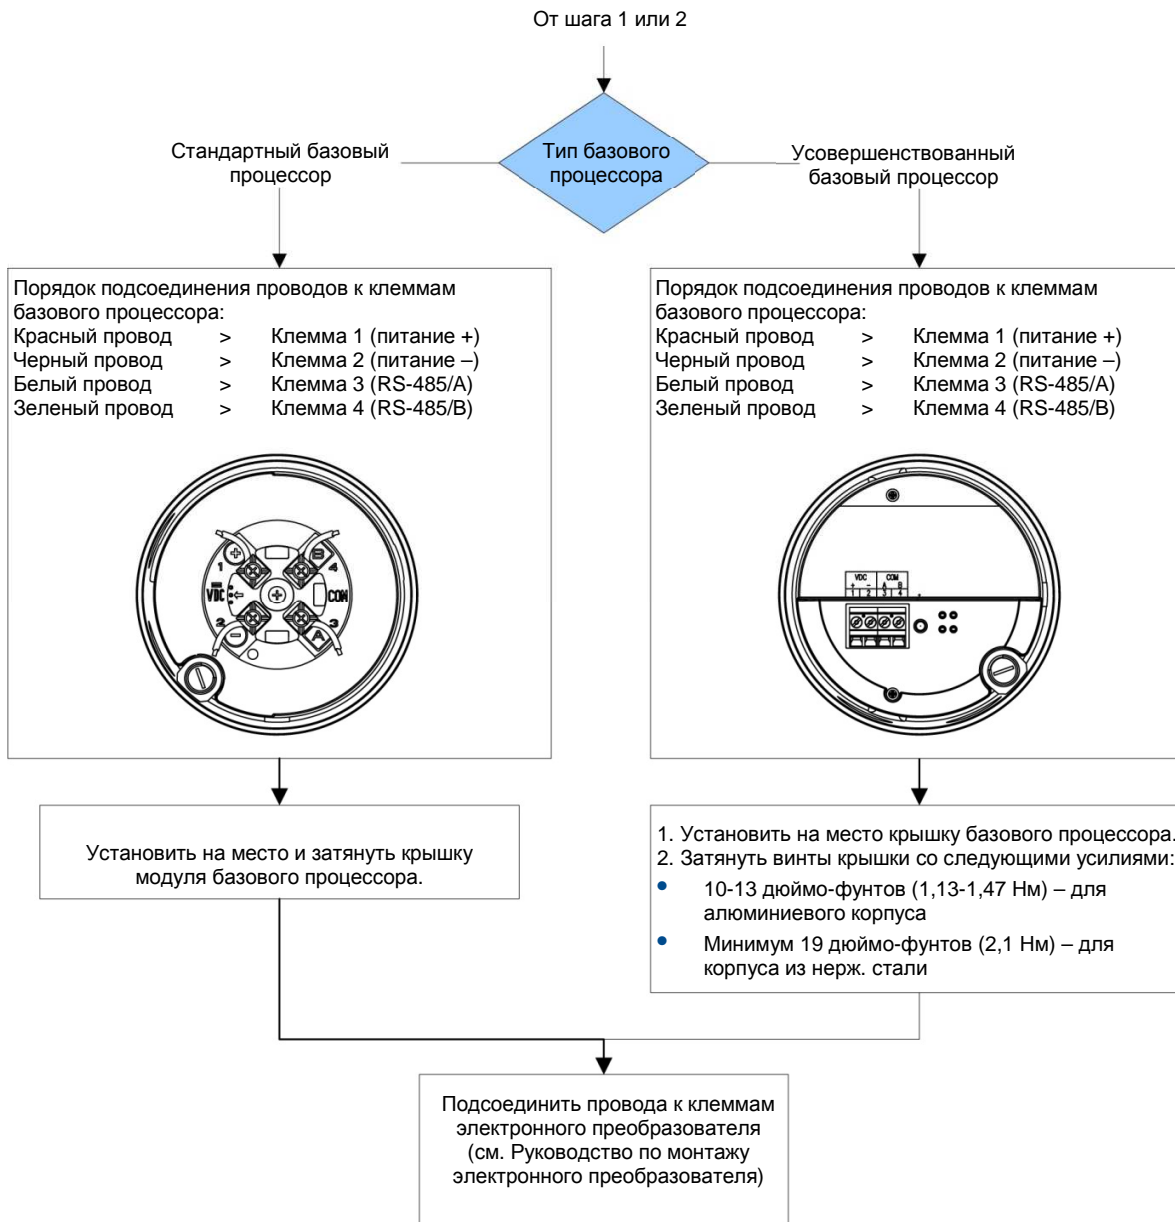 От шага 1 или 2
Тип базового
процессора
Стандартный базовый
процессор
Усовершенствованный
базовый процессор
Порядок подсоединения проводов к клеммам
базового процессора:
Красный провод > Клемма 1 (питание +)
Черный провод > Клемма 2 (питание –)
Белый провод > Клемма 3 (RS-485/A)
Зеленый провод > Клемма 4 (RS-485/B)
+ B
1 4
VDC COM
2 3
– A
Порядок подсоединения проводов к клеммам
базового процессора:
Красный провод > Клемма 1 (питание +)
Черный провод > Клемма 2 (питание –)
Белый провод > Клемма 3 (RS-485/A)
Зеленый провод > Клемма 4 (RS-485/B)
VDC COM
+ – A B
1 2 3 4
Установить на место и затянуть крышку
модуля базового процессора.
1. Установить на место крышку базового процессора.
2. Затянуть винты крышки со следующими усилиями:
• 10-13 дюймо-фунтов (1,13-1,47 Нм) – для
алюминиевого корпуса
• Минимум 19 дюймо-фунтов (2,1 Нм) – для
корпуса из нерж. стали
Подсоединить провода к клеммам
электронного преобразователя
(см. Руководство по монтажу
электронного преобразователя)